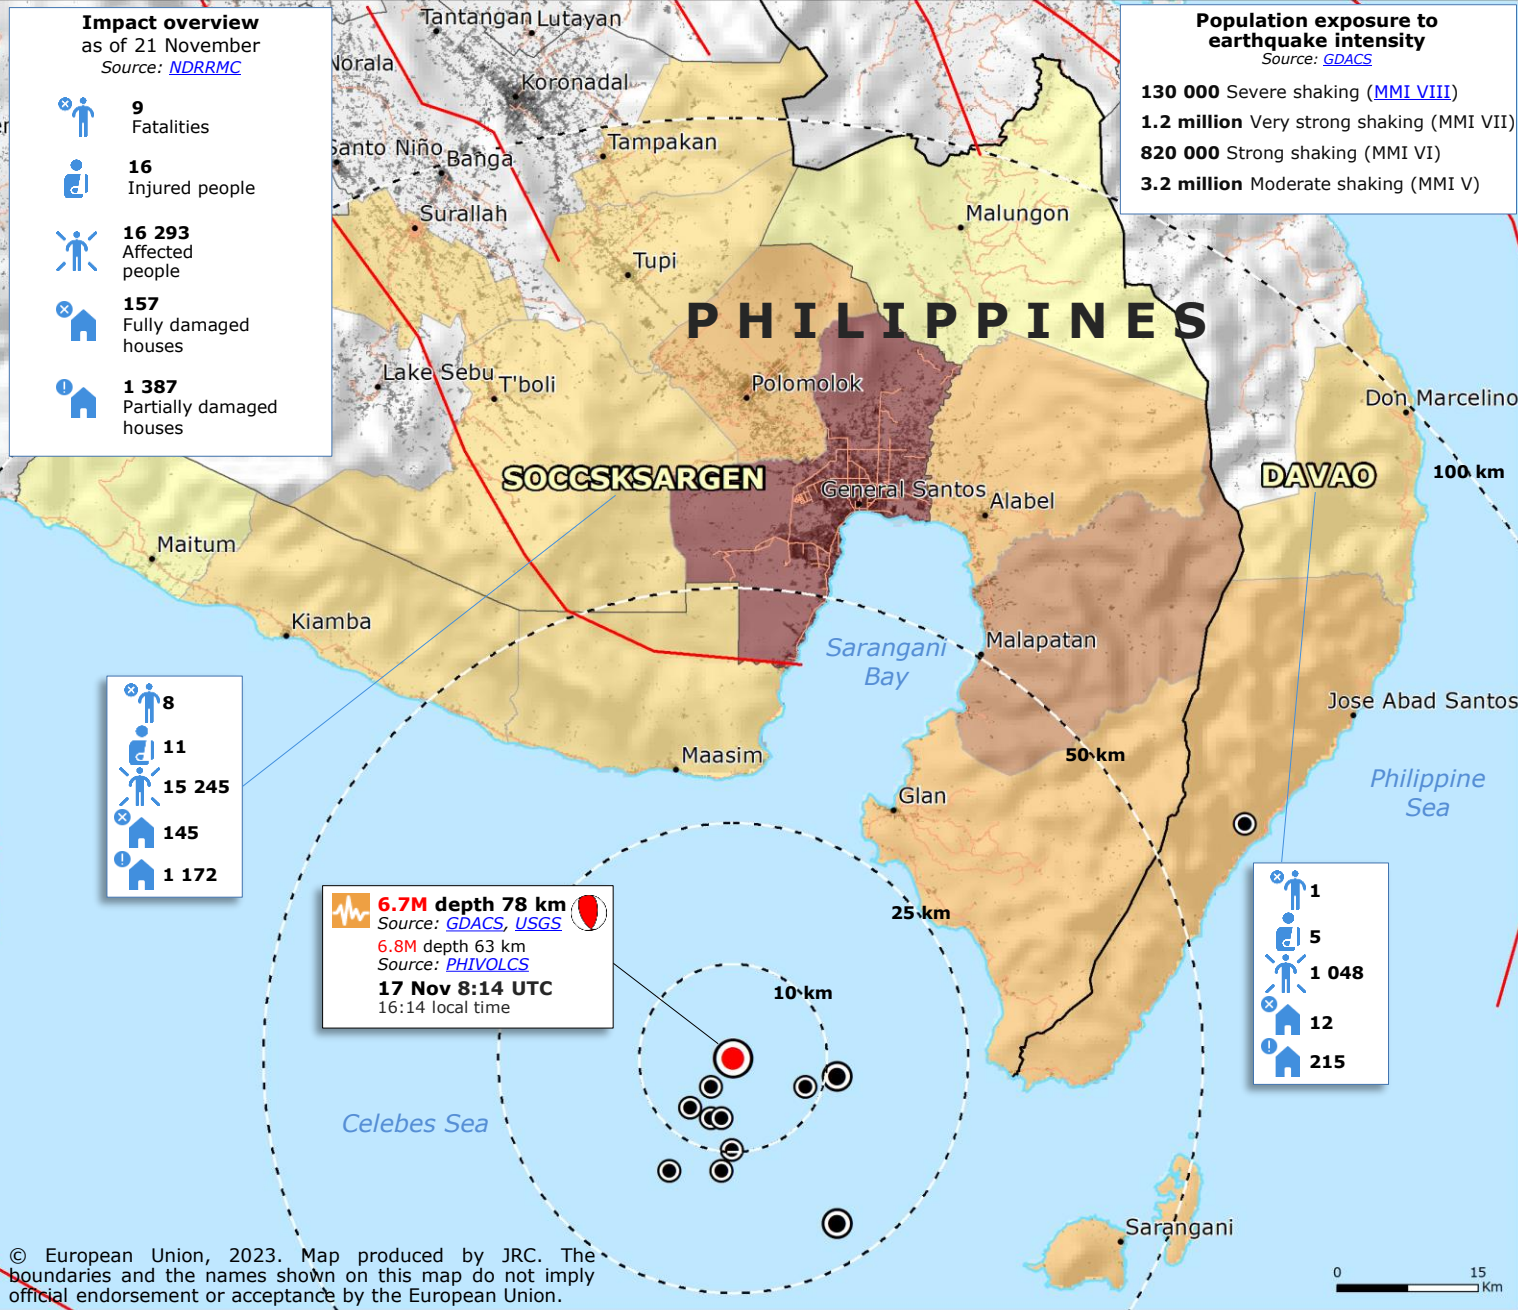 Impact overview
as of 21 November
Source: NDRRMC
9
Fatalities
16
Injured people
16 293
Affected
people
157
Fully damaged
houses
1 387
Partially damaged
houses
Population exposure to
earthquake intensity
Source: GDACS
130 000 Severe shaking (MMI VIII)
1.2 million Very strong shaking (MMI VII)
820 000 Strong shaking (MMI VI)
3.2 million Moderate shaking (MMI V)
Tantangan
Lutayan
Norala
Koronadal
Santo Niño
Banga
Tampakan
Surallah
Malungon
Tupi
PHILIPPINES
Lake Sebu
T'boli
Polomolok
Don Marcelino
SOCCSKSARGEN
General Santos
Alabel
DAVAO
100 km
Maitum
Kiamba
Sarangani
Bay
Malapatan
Jose Abad Santos
Maasim
50 km
Philippine
Sea
Glan
8
11
15 245
145
1 172
25 km
6.7M depth 78 km
Source: GDACS, USGS
6.8M depth 63 km
Source: PHIVOLCS
17 Nov 8:14 UTC
16:14 local time
10 km
1
5
1 048
12
215
Celebes Sea
Sarangani
© European Union, 2023. Map produced by JRC. The
boundaries and the names shown on this map do not imply
official endorsement or acceptance by the European Union.
0 15
Km